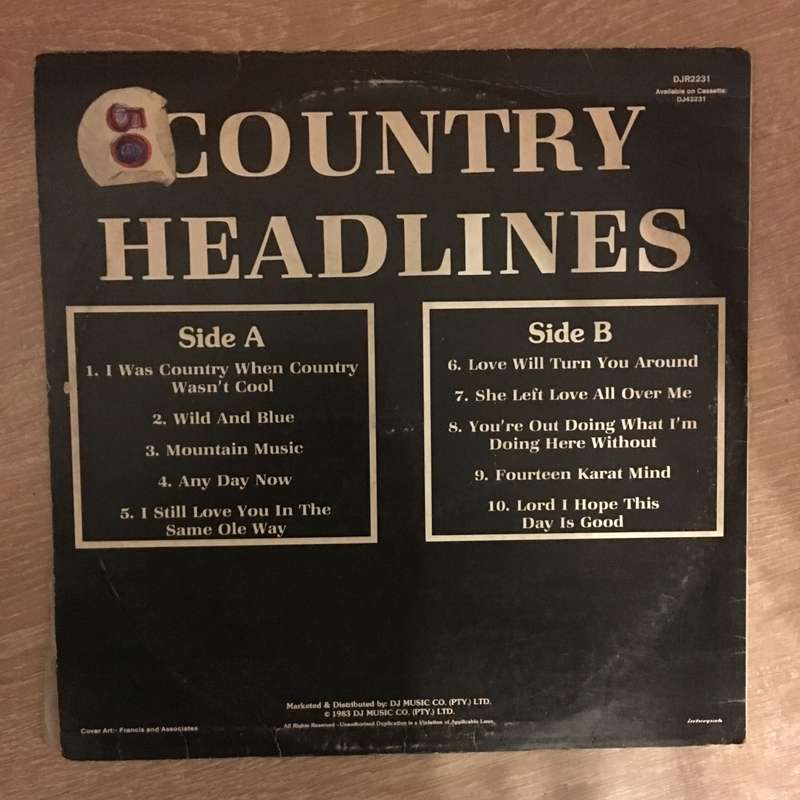 DJR2231
Available on Cassette:
DJ43231
50
COUNTRY
HEADLINES
Side A
1. I Was Country When Country
Wasn't Cool
2. Wild And Blue
3. Mountain Music
4. Any Day Now
5. I Still Love You In The
Same Ole Way
Side B
6. Love Will Turn You Around
7. She Left Love All Over Me
8. You're Out Doing What I'm
Doing Here Without
9. Fourteen Karat Mind
10. Lord I Hope This
Day Is Good
Marketed & Distributed by: DJ MUSIC CO. (PTY.) LTD.
© 1983 DJ MUSIC CO. (PTY.) LTD.
All Rights Reserved - Unauthorised Duplication is a Violation of Applicable Laws.
Cover Art:- Francis and Associates